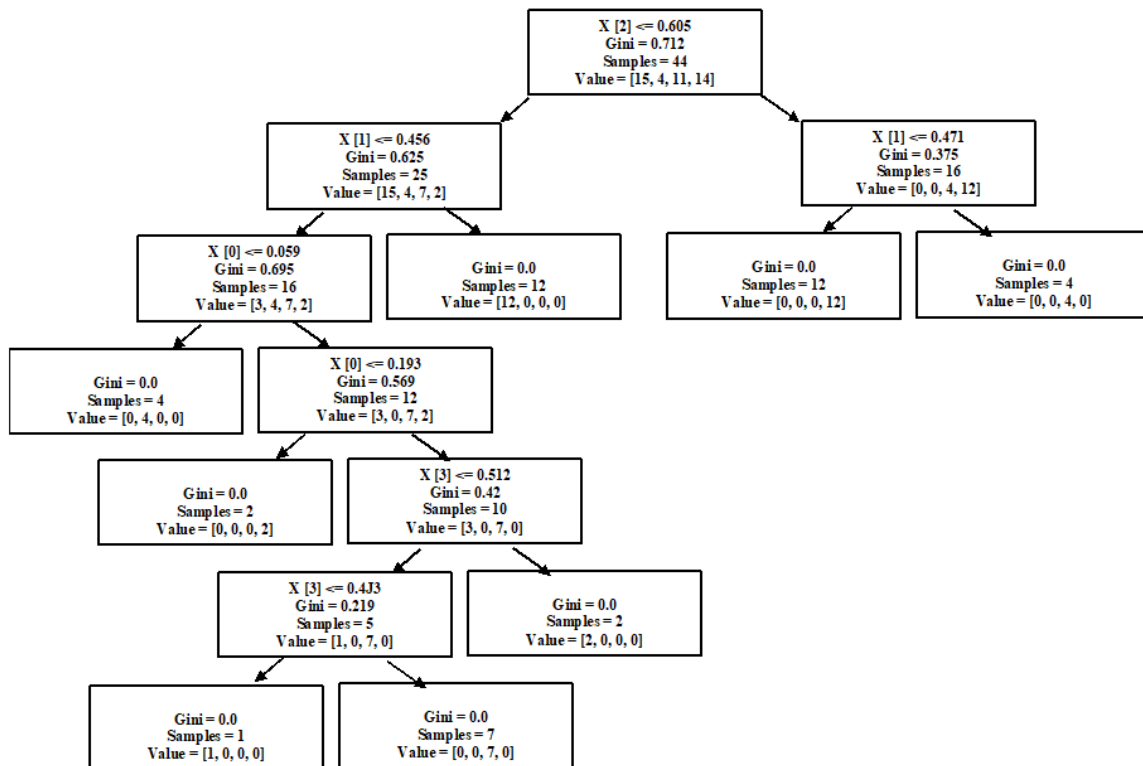 X [2] <= 0.605
Gini = 0.712
Samples = 44
Value = [15, 4, 11, 14]
X [1] <= 0.456
Gini = 0.625
Samples = 25
Value = [15, 4, 7, 2]
X [1] <= 0.471
Gini = 0.375
Samples = 16
Value = [0, 0, 4, 12]
X [0] <= 0.059
Gini = 0.695
Samples = 16
Value = [3, 4, 7, 2]
Gini = 0.0
Samples = 12
Value = [12, 0, 0, 0]
Gini = 0.0
Samples = 12
Value = [0, 0, 0, 12]
Gini = 0.0
Samples = 4
Value = [0, 0, 4, 0]
Gini = 0.0
Samples = 4
Value = [0, 4, 0, 0]
X [0] <= 0.193
Gini = 0.569
Samples = 12
Value = [3, 0, 7, 2]
Gini = 0.0
Samples = 2
Value = [0, 0, 0, 2]
X [3] <= 0.512
Gini = 0.42
Samples = 10
Value = [3, 0, 7, 0]
X [3] <= 0.4J3
Gini = 0.219
Samples = 5
Value = [1, 0, 7, 0]
Gini = 0.0
Samples = 2
Value = [2, 0, 0, 0]
Gini = 0.0
Samples = 1
Value = [1, 0, 0, 0]
Gini = 0.0
Samples = 7
Value = [0, 0, 7, 0]